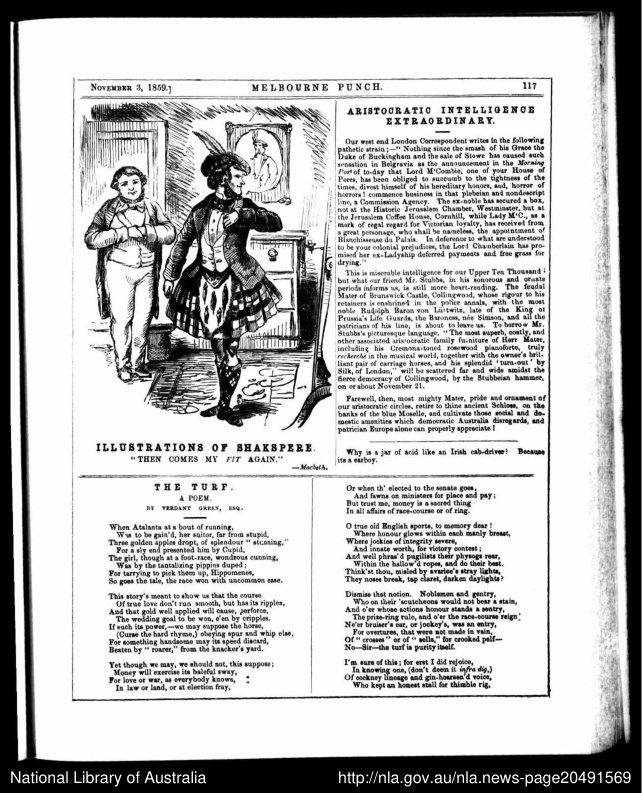 NOVEMBER 3, 1859.]
MELBOURNE PUNCH.
117
ILLUSTRATIONS OF SHAKSPERE.
"THEN COMES MY FIT AGAIN."
—Macbeth.
ARISTOCRATIC INTELLIGENCE
EXTRAORDINARY.
Our west end London Correspondent writes in the following
pathetic strain;—"Nothing since the smash of his Grace the
Duke of Buckingham and the sale of Stowe has caused such
sensation in Belgravia as the announcement in the Morning
Post of to-day that Lord M'Combie, one of your House of
Peers, has been obliged to succumb to the tightness of the
times, divest himself of his hereditary honors, and, horror of
horrors! commence business in that plebeian and nondescript
line, a Commission Agency. The ex-noble has secured a box,
not at the Historic Jerusalem Chamber, Westminster, but at
the Jerusalem Coffee House, Cornhill, while Lady M'C., as a
mark of regal regard for Victorian loyalty, has received from
a great personage, who shall be nameless, the appointment of
Blanchisseuse du Palais. In deference to what are understood
to be your colonial prejudices, the Lord Chamberlain has pro-
mised her ex-Ladyship deferred payments and free grass for
drying."
This is miserable intelligence for our Upper Ten Thousand;
but what our friend Mr. Stubbs, in his sonorous and ornate
periods informs us, is still more heart-rending. The feudal
Mater of Brunswick Castle, Collingwood, whose rigour to his
retainers is enshrined in the police annals, with the most
noble Rudolph Baron von Lurtwitz, late of the King of
Prussia's Life Guards, the Baroness, née Simson, and all the
patricians of his line, is about to leave us. To borrow Mr.
Stubbs's picturesque language, "The most superb, costly, and
other associated aristocratic family furniture of Herr Mater,
including his Cremona-toned rosewood pianoforte, truly
recherché in the musical world, together with the owner's bril-
liant pair of carriage horses, and his splendid 'turn-out' by
Silk, of London," will be scattered far and wide amidst the
fierce democracy of Collingwood, by the Stubbeian hammer,
on or about November 21.
Farewell, then, most mighty Mater, pride and ornament of
our aristocratic circles, retire to thine ancient Schloss, on the
banks of the blue Moselle, and cultivate those social and do-
mestic amenities which democratic Australia disregards, and
patrician Europe alone can properly appreciate!
Why is a jar of acid like an Irish cab-driver? Because
its a carboy.
THE TURF.
A POEM.
BY VERDANT GREEN, ESQ.
When Atalanta at a bout of running,
Was to be gain'd, her suitor, far from stupid,
Three golden apples dropt, of splendour "stunning,"
For a sly end presented him by Cupid,
The girl, though at a foot-race, wondrous cunning,
Was by the tantalizing pippins duped;
For tarrying to pick them up, Hippomenes,
So goes the tale, the race won with uncommon ease.
This story's meant to show us that the course
Of true love don't run smooth, but has its ripples,
And that gold well applied will cause, perforce,
The wedding goal to be won, e'en by cripples.
If such its power,—we may suppose the horse,
(Curse the hard rhyme,) obeying spur and whip else,
For something handsome may its speed discard,
Beaten by "roarer," from the knacker's yard.
Yet though we may, we should not, this suppose;
Money will exercise its baleful sway,
For love or war, as everybody knows,
In law or land, or at election fray,
Or when th' elected to the senate goes,
And fawns on ministers for place and pay;
But trust me, money is a sacred thing
In all affairs of race-course or of ring.
O true old English sports, to memory dear!
Where honour glows within each manly breast,
Where jockies of integrity severe,
And innate worth, for victory contest;
And well phras'd pugilists their physogs rear,
Within the hallow'd ropes, and do their best.
Think'st thou, misled by avarice's stray lights,
They noses break, tap claret, darken daylights?
Dismiss that notion. Noblemen and gentry,
Who on their 'scutcheons would not bear a stain,
And o'er whose actions honour stands a sentry,
The prize-ring rule, and o'er the race-course reign;
Ne'er bruiser's ear, or jockey's, was an entry,
For overtures, that were not made in vain,
Of "crosses" or of "sells," for crooked pelf—
No—Sir—the turf is purity itself.
I'm sure of this; for erst I did rejoice,
In knowing one, (don't deem it infra dig.,)
Of cockney lineage and gin-hoarsen'd voice,
Who kept an honest stall for thimble rig,
National Library of Australia
http://nla.gov.au/nla.news-page20491569